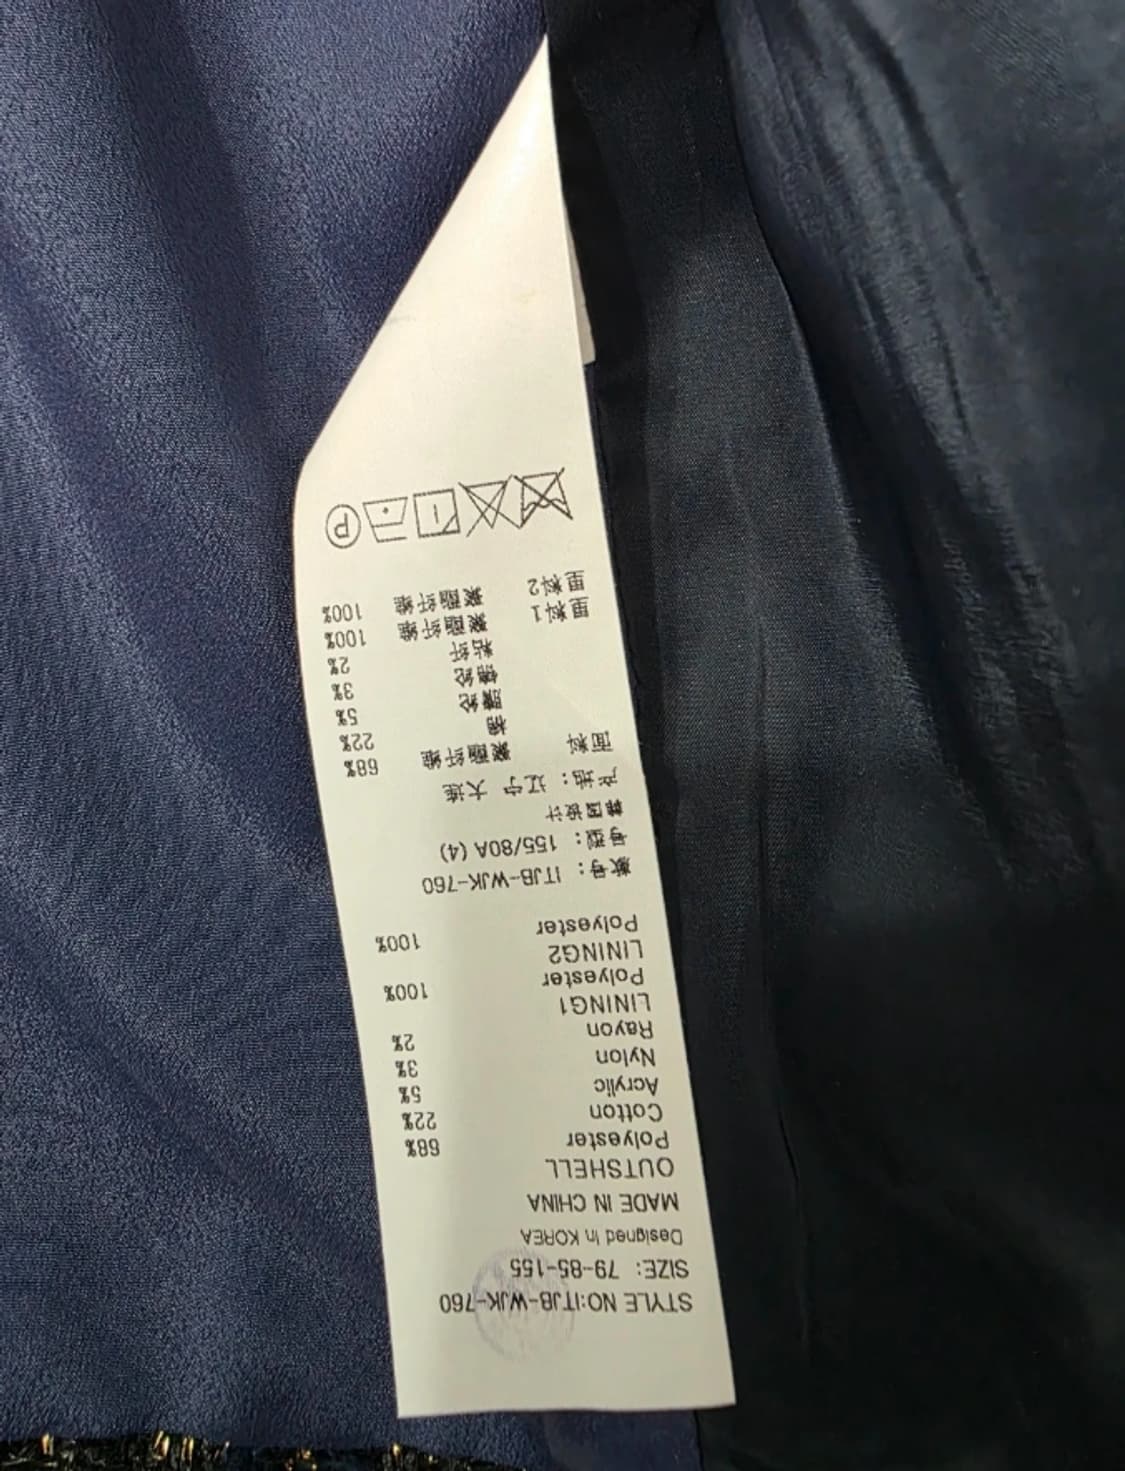 STYLE NO:ITJB-WJK-760
SIZE: 79-85-155
Designed in KOREA
MADE IN CHINA
OUTSHELL
Polyester 68%
Cotton 22%
Acrylic 5%
Nylon 3%
Rayon 2%
LINING1
Polyester 100%
LINING2
Polyester 100%
款号: ITJB-WJK-760
号型: 155/80A (4)
韩国设计
产地: 辽宁 大连
面料 聚酯纤维 68%
棉 22%
腈纶 5%
锦纶 3%
粘纤 2%
里料1 聚酯纤维 100%
里料2 聚酯纤维 100%
P